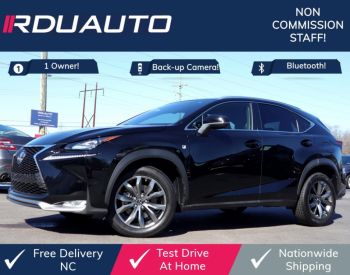 RDUAUTO
NON
COMMISSION
STAFF!
1 1 Owner!
Back-up Camera!
Bluetooth!
Free Delivery
NC
Test Drive
At Home
Nationwide
Shipping